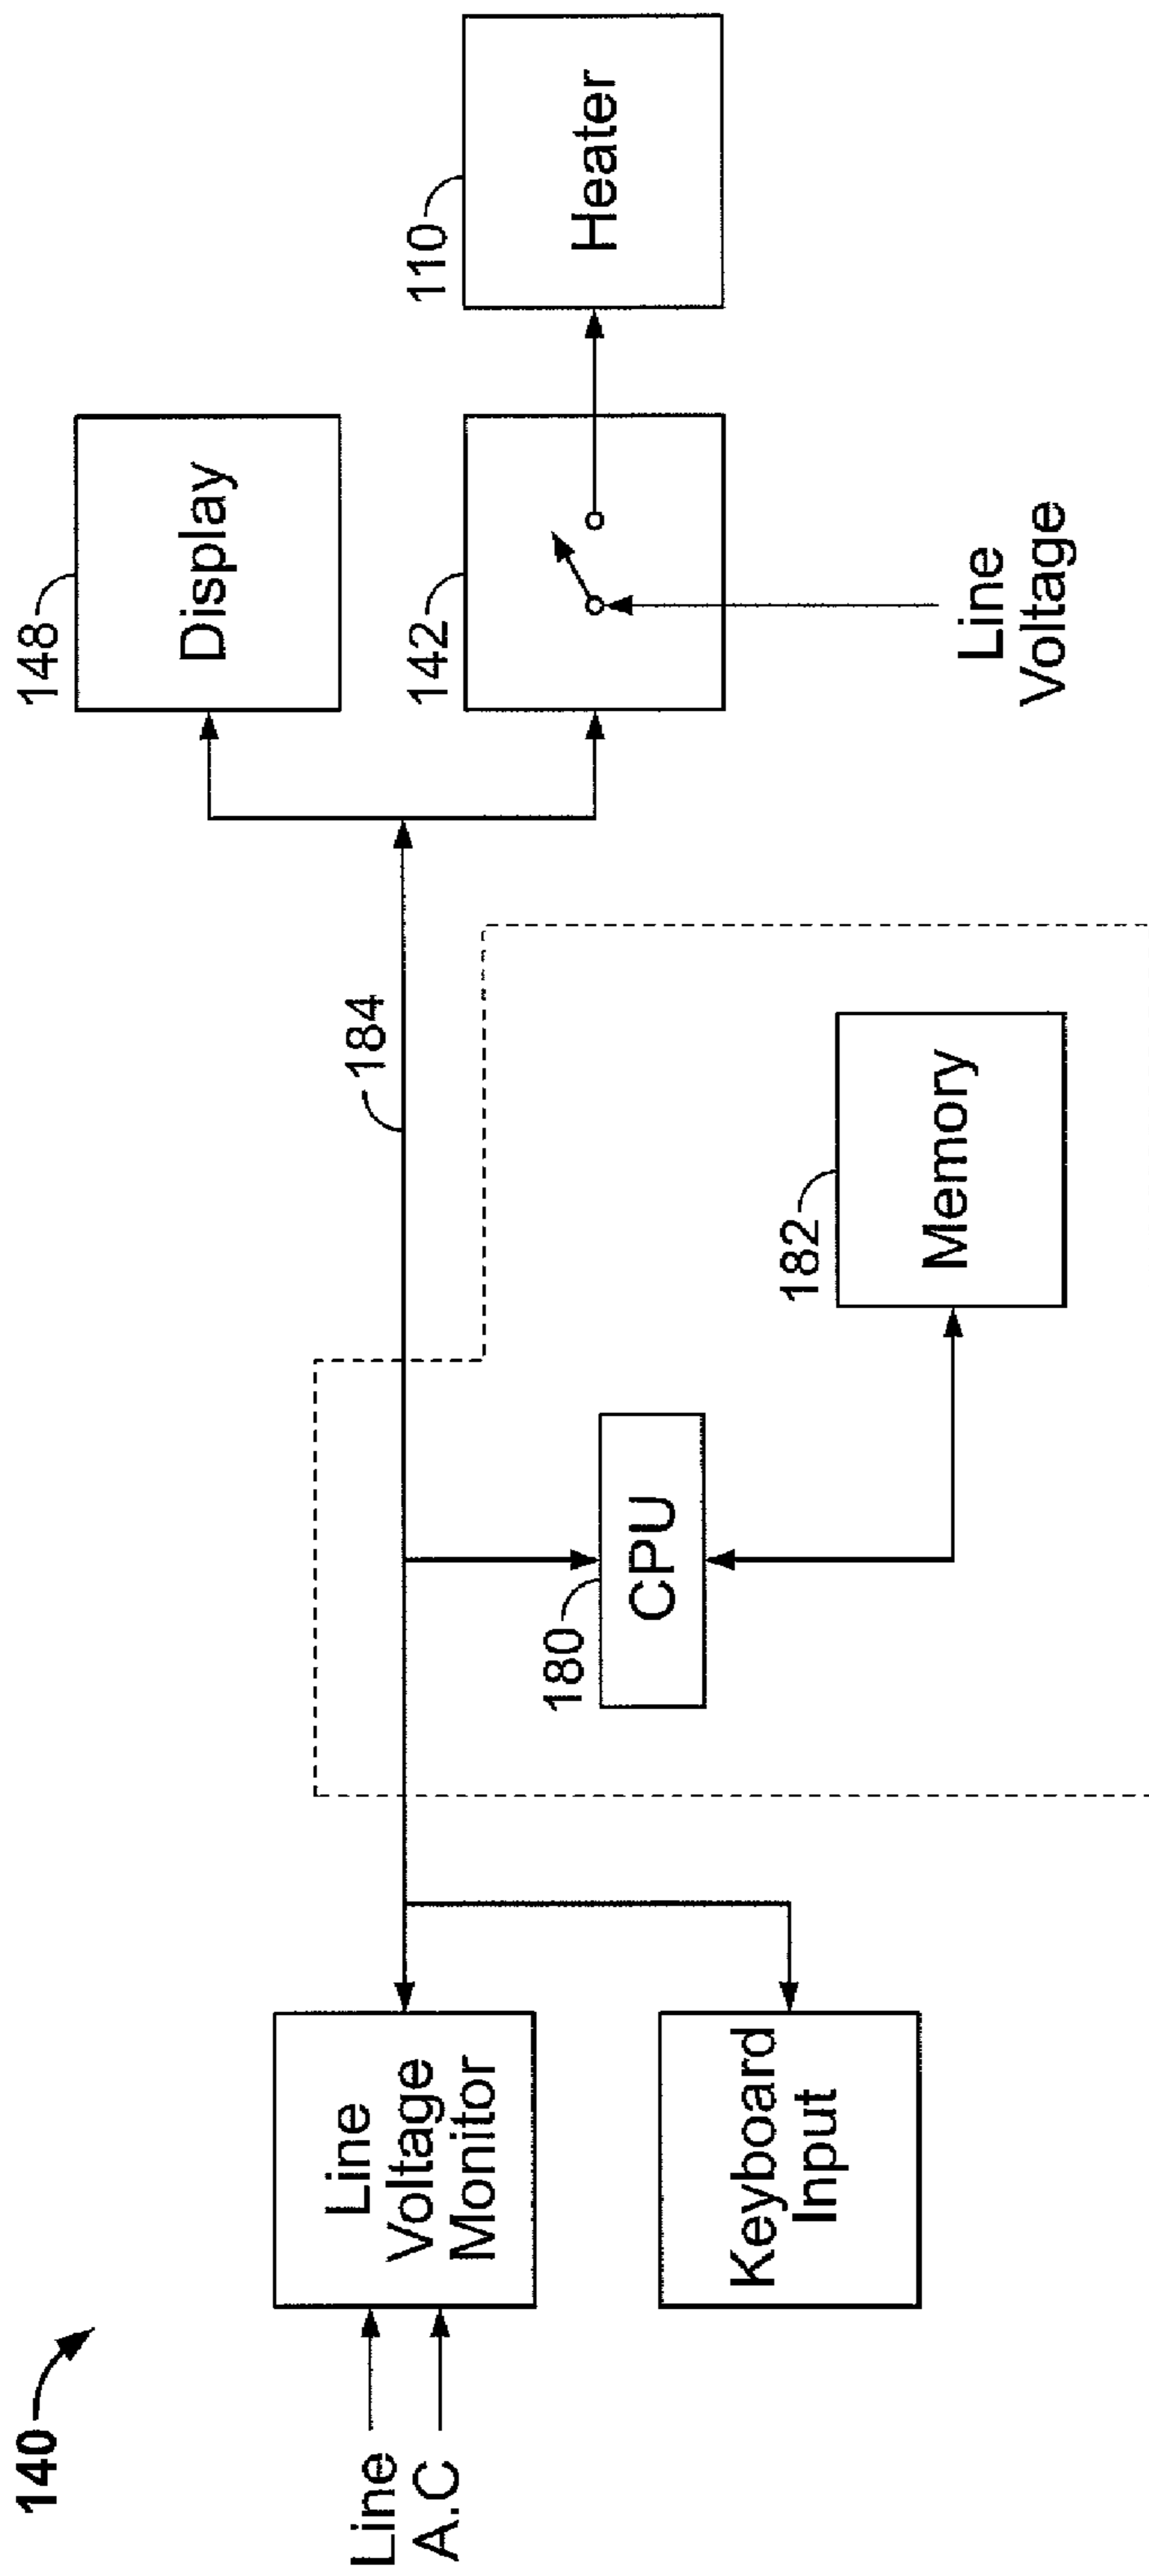 140
Line
A.C
Line
Voltage
Monitor
Keyboard
Input
180
CPU
182
Memory
184
148
Display
142
Line
Voltage
110
Heater